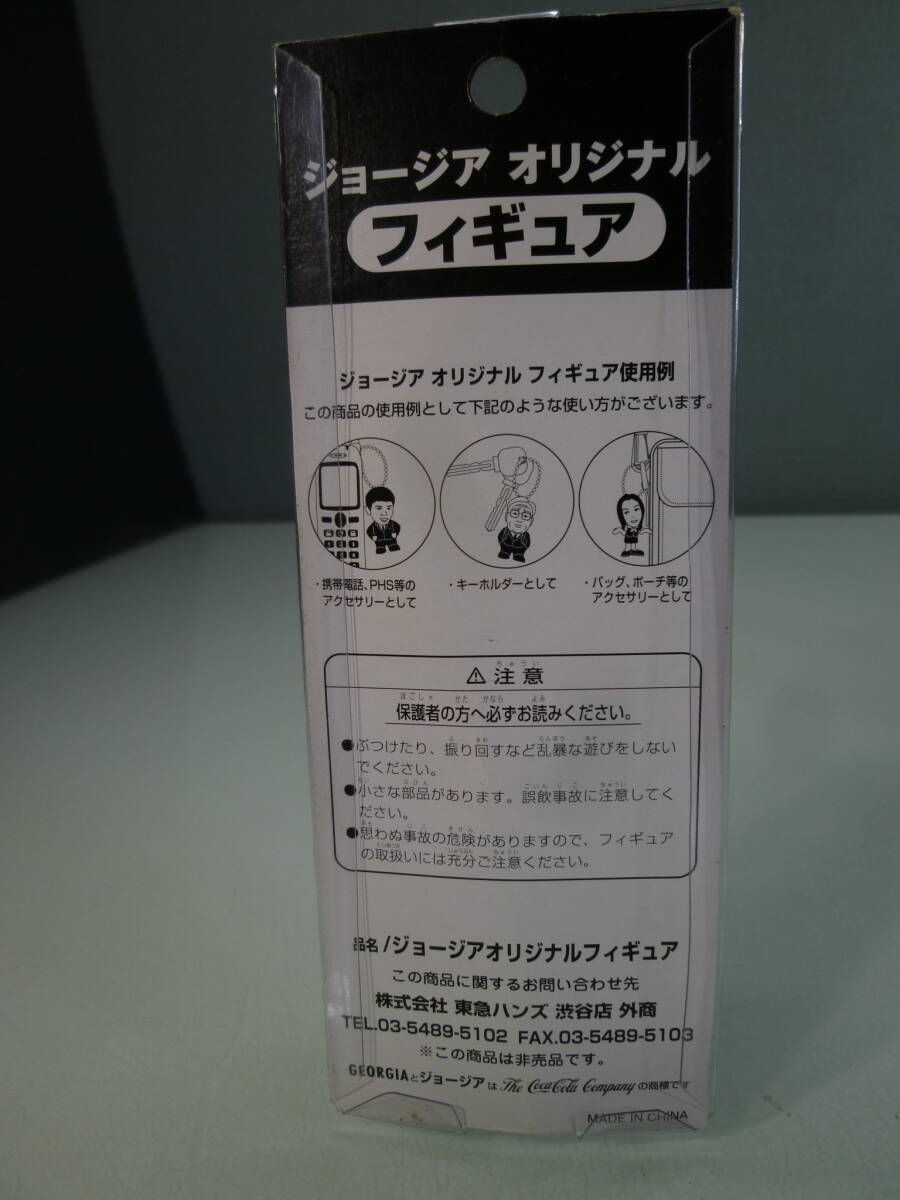 ジョージア オリジナル
フィギュア
ジョージア オリジナル フィギュア使用例
この商品の使用例として下記のような使い方がございます。
・携帯電話、PHS等の
アクセサリーとして
・キーホルダーとして
・バッグ、ポーチ等の
アクセサリーとして
⚠注意
保護者の方へ必ずお読みください。
●ぶつけたり、振り回すなど乱暴な遊びをしない
でください。
●小さな部品があります。誤飲事故に注意してく
ださい。
●思わぬ事故の危険がありますので、フィギュア
の取扱いには充分ご注意ください。
品名/ジョージアオリジナルフィギュア
この商品に関するお問い合わせ先
株式会社 東急ハンズ 渋谷店 外商
TEL.03-5489-5102 FAX.03-5489-5103
※この商品は非売品です。
GEORGIAとジョージアは The Coca-Cola Company の商標です
MADE IN CHINA